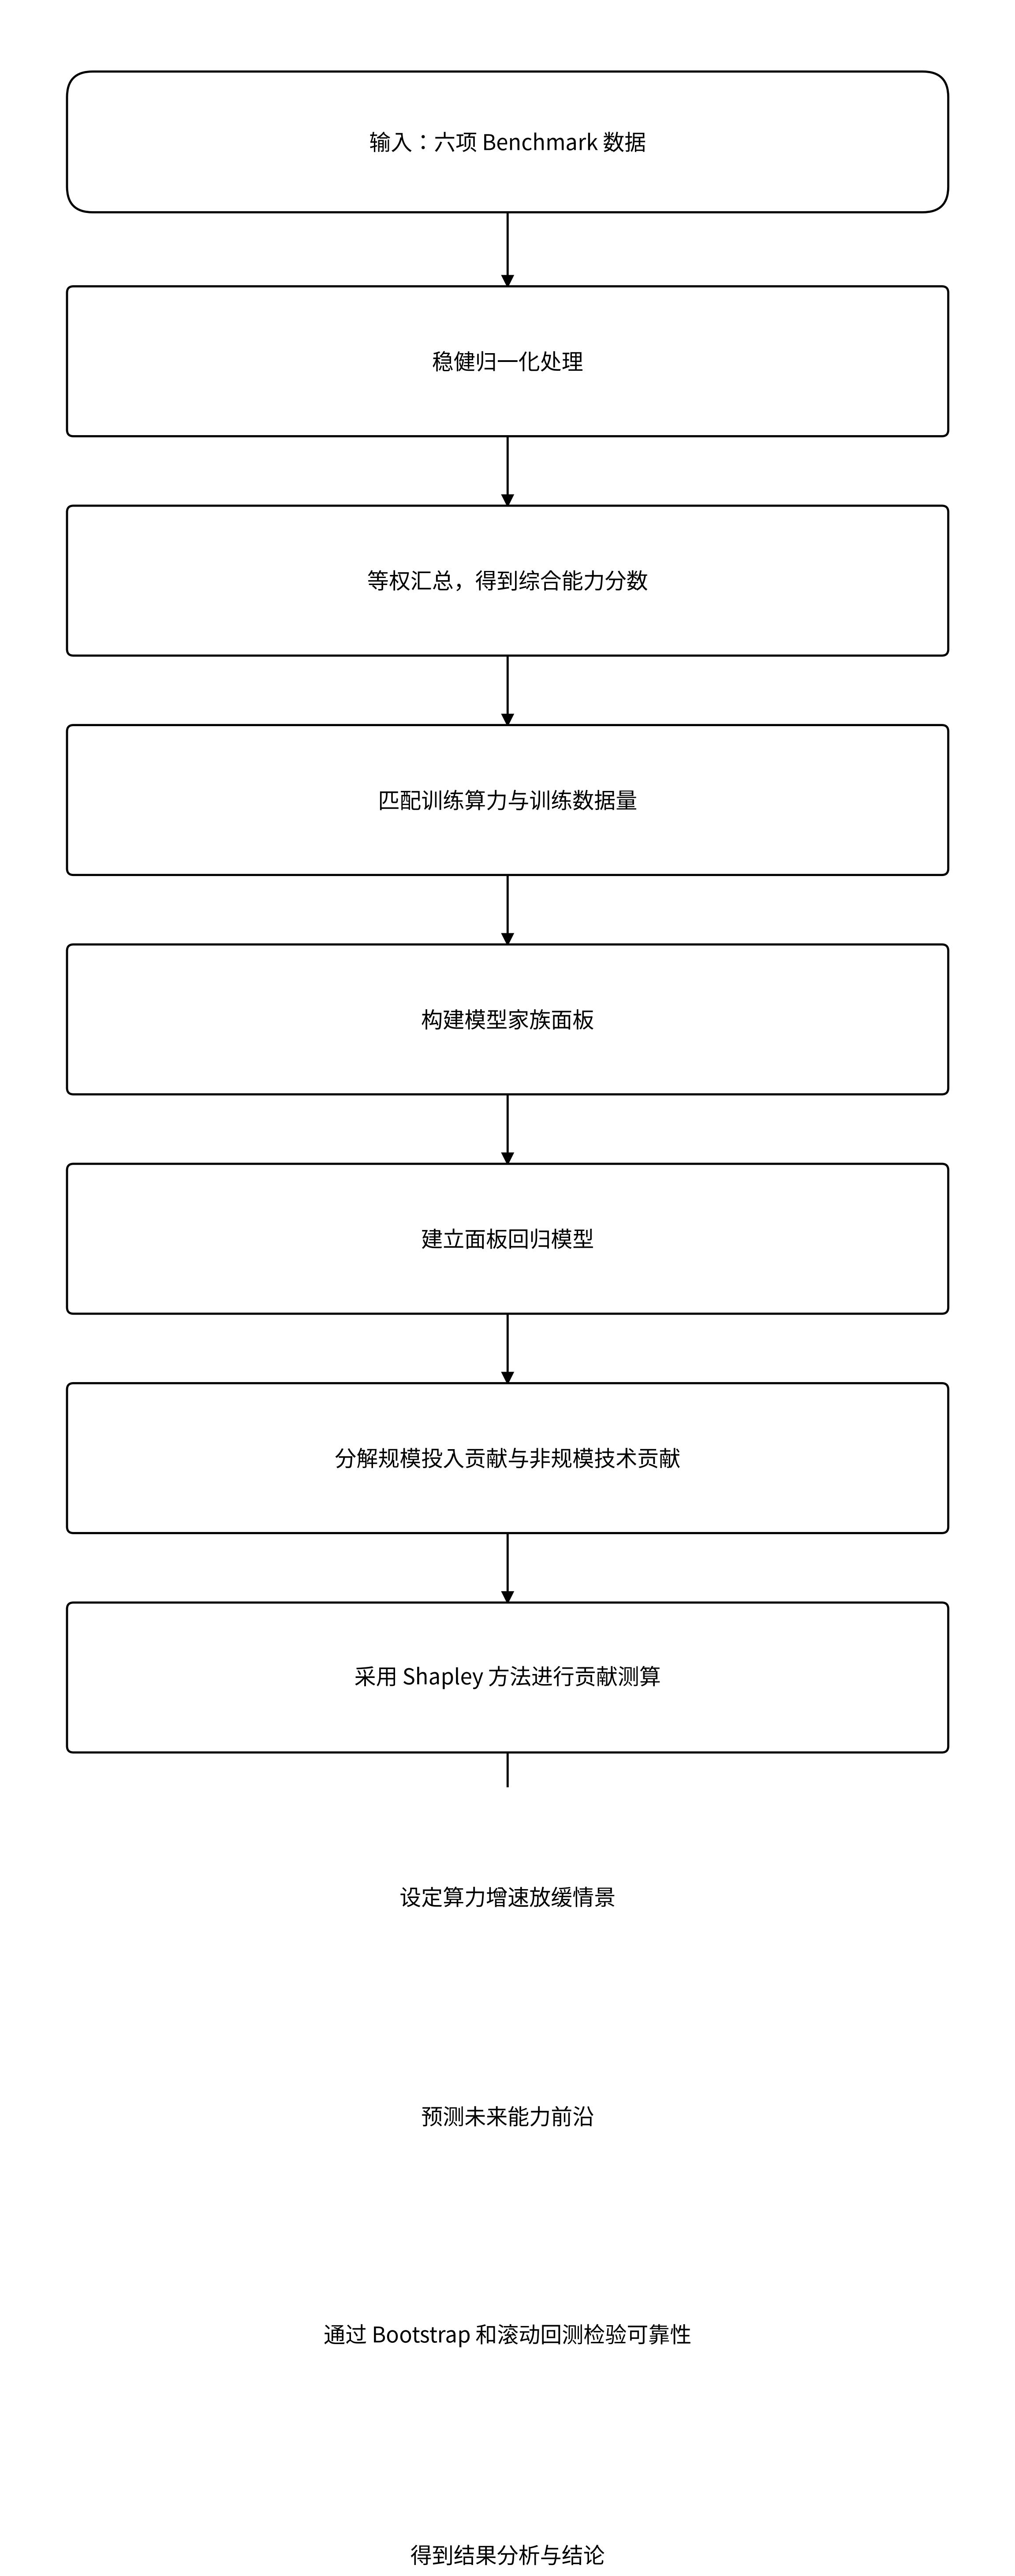 输入：六项 Benchmark 数据
稳健归一化处理
等权汇总，得到综合能力分数
匹配训练算力与训练数据量
构建模型家族面板
建立面板回归模型
分解规模投入贡献与非规模技术贡献
采用 Shapley 方法进行贡献测算
设定算力增速放缓情景
预测未来能力前沿
通过 Bootstrap 和滚动回测检验可靠性
得到结果分析与结论